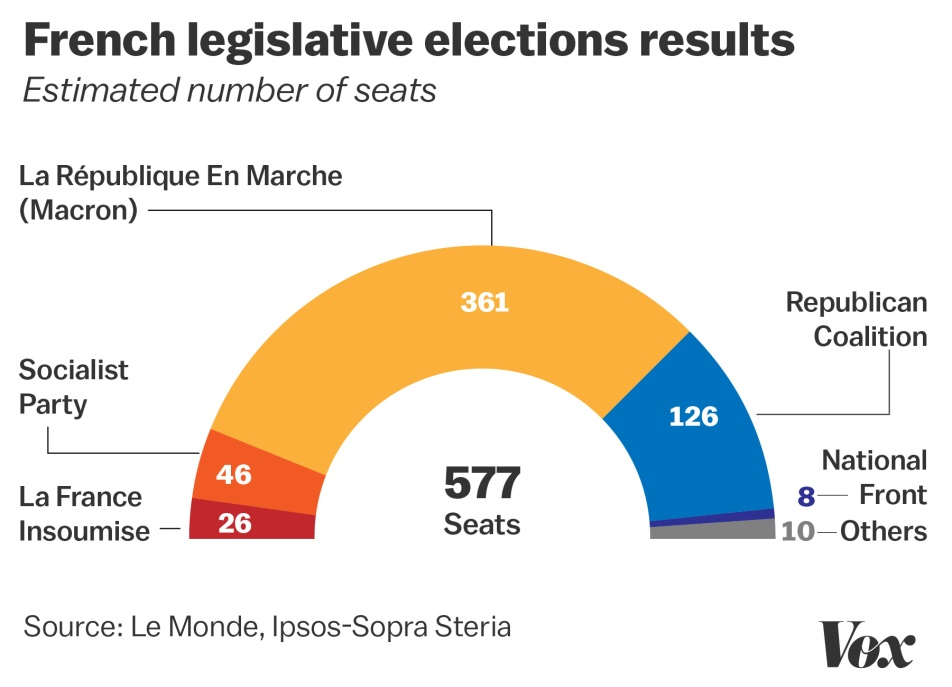 French legislative elections results
Estimated number of seats
La République En Marche
(Macron)
361
Republican
Coalition
126
Socialist
Party
46
La France
Insoumise
26
577
Seats
National
Front
8
10
Others
Source: Le Monde, Ipsos-Sopra Steria
Vox